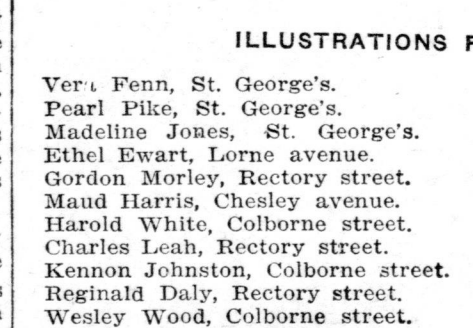 ILLUSTRATIONS
Vera Fenn, St. George's.
Pearl Pike, St. George's.
Madeline Jones, St. George's.
Ethel Ewart, Lorne avenue.
Gordon Morley, Rectory street.
Maud Harris, Chesley avenue.
Harold White, Colborne street.
Charles Leah, Rectory street.
Kennon Johnston, Colborne street.
Reginald Daly, Rectory street.
Wesley Wood, Colborne street.